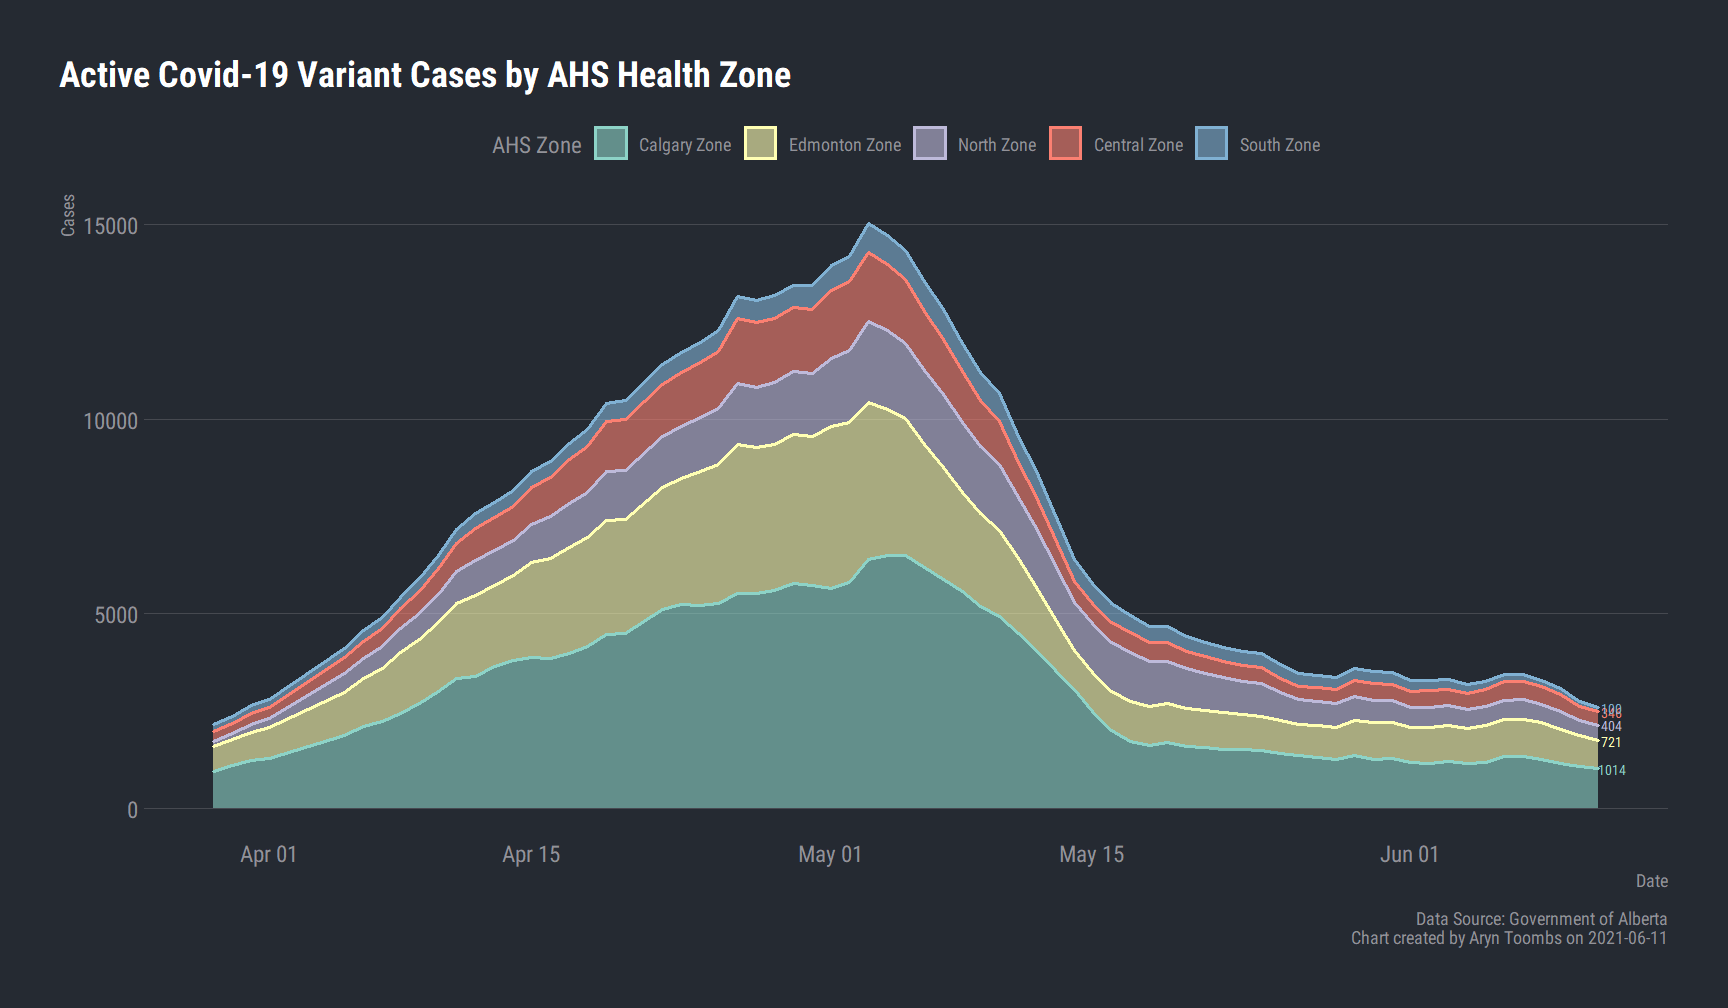 Active Covid-19 Variant Cases by AHS Health Zone
AHS Zone Calgary Zone Edmonton Zone North Zone Central Zone South Zone
Cases
15000
10000
5000
0
346
404
721
1014
Apr 01 Apr 15 May 01 May 15 Jun 01
Date
Data Source: Government of Alberta
Chart created by Aryn Toombs on 2021-06-11